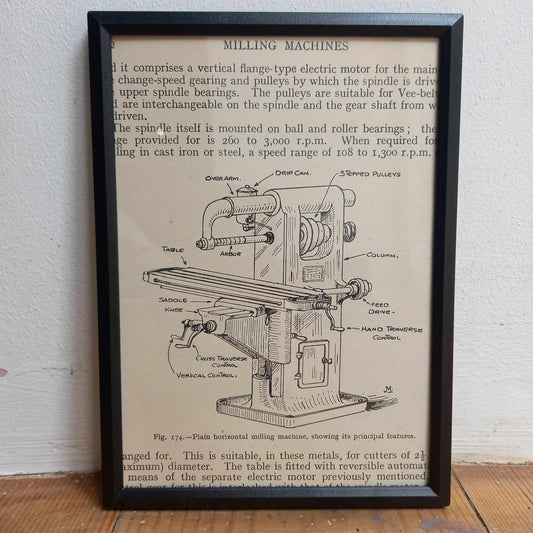 2 MILLING MACHINES
d it comprises a vertical flange-type electric motor for the main
e change-speed gearing and pulleys by which the spindle is drive
e upper spindle bearings. The pulleys are suitable for Vee-belt
d are interchangeable on the spindle and the gear shaft from w
driven.
The spindle itself is mounted on ball and roller bearings; the
nge provided for is 260 to 3,000 r.p.m. When required for
lling in cast iron or steel, a speed range of 108 to 1,300 r.p.m.
OVERARM.
DRIP CAN.
STEPPED PULLEYS
ARBOR
TABLE
COLUMN.
SADDLE
KNEE
FEED
DRIVE.
HAND TRAVERSE
CONTROL
CROSS TRAVERSE
CONTROL
VERTICAL CONTROL.
JM
Fig. 174.—Plain horizontal milling machine, showing its principal features.
anged for. This is suitable, in these metals, for cutters of 2½
aximum) diameter. The table is fitted with reversible automat
means of the separate electric motor previously mentioned